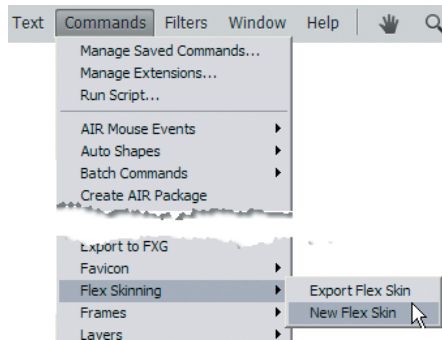 Text Commands Filters Window Help
Manage Saved Commands...
Manage Extensions...
Run Script...
AIR Mouse Events
Auto Shapes
Batch Commands
Create AIR Package
Export to FXG
Favicon
Flex Skinning
Export Flex Skin
Frames
New Flex Skin
Layers